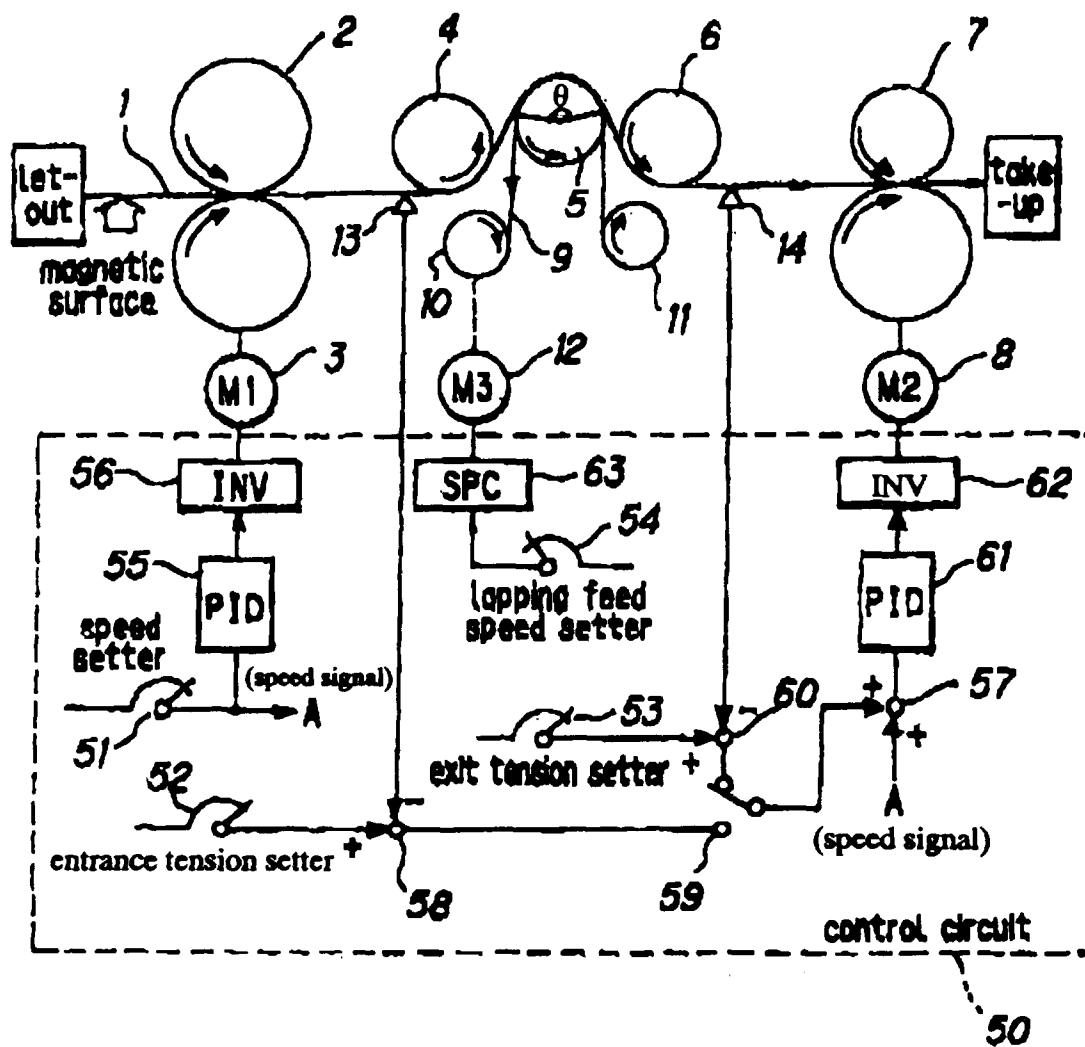 2
4
6
7
1
θ
let-
out
13
5
14
take
-up
magnetic
surface
10
9
11
3
12
8
M1
M3
M2
56
INV
SPC
63
INV
62
54
55
PID
lapping feed
speed setter
61
PID
speed
setter
(speed signal)
A
51
53
-
60
+
57
+
exit tension setter +
52
-
A
(speed signal)
entrance tension setter +
58
59
control circuit
50